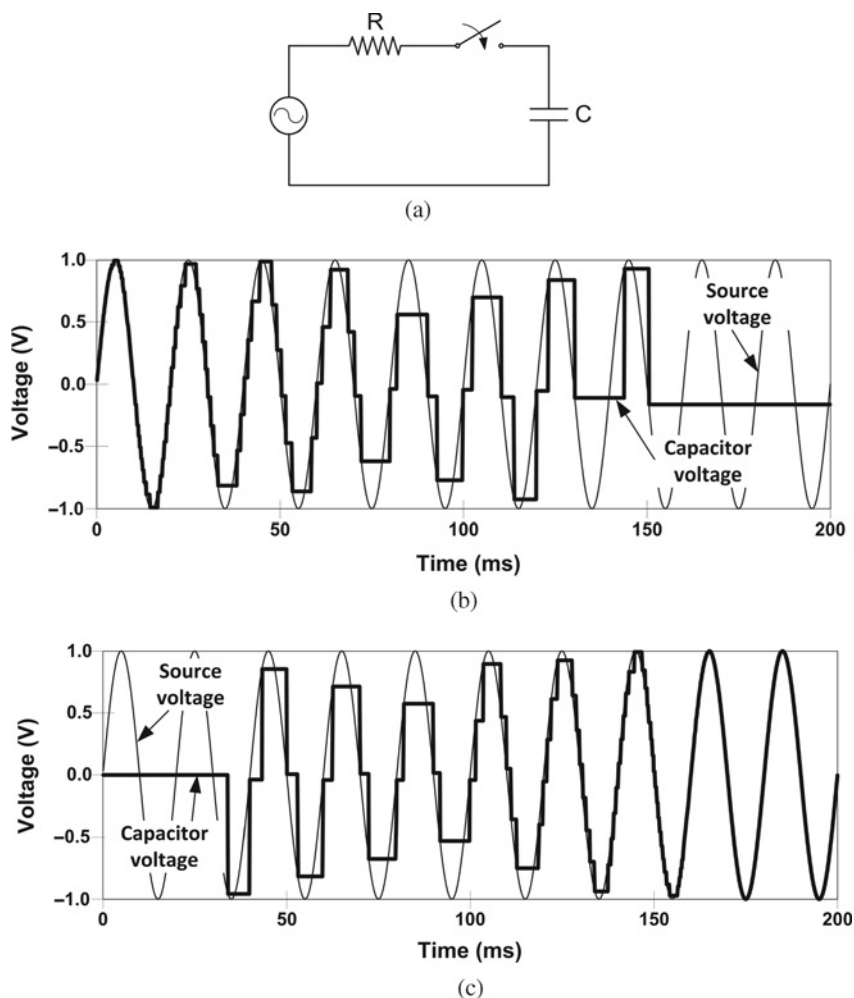 R
C
(a)
1.0
0.5
0.0
−0.5
−1.0
Voltage (V)
Source
voltage
Capacitor
voltage
0
50
100
150
200
Time (ms)
(b)
1.0
0.5
0.0
−0.5
−1.0
Voltage (V)
Source
voltage
Capacitor
voltage
0
50
100
150
200
Time (ms)
(c)